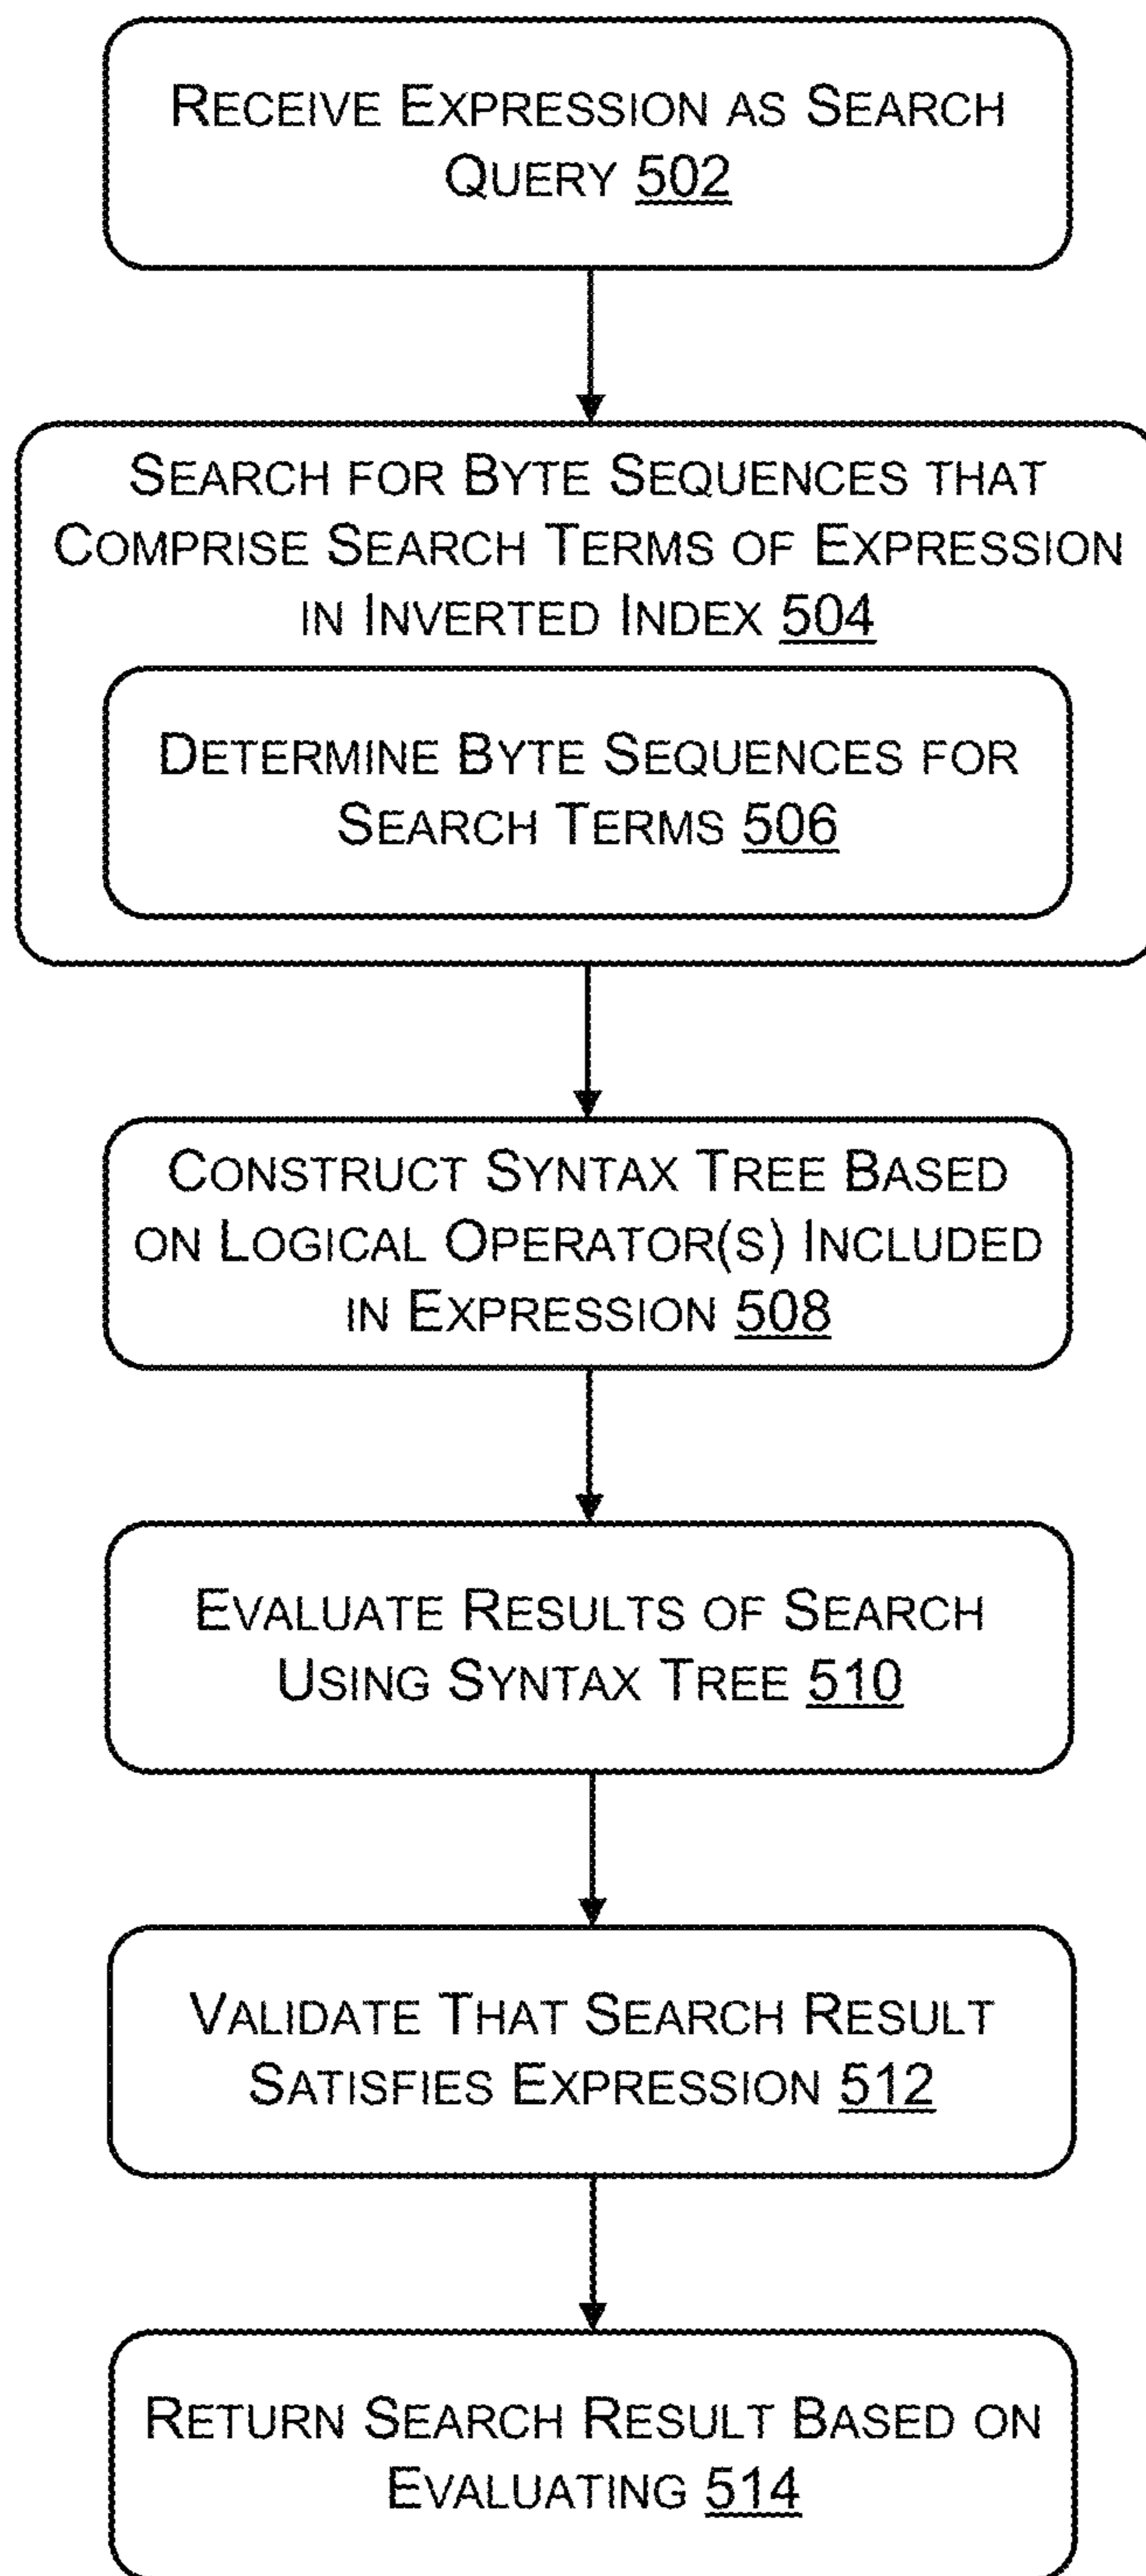 RECEIVE EXPRESSION AS SEARCH
QUERY 502
SEARCH FOR BYTE SEQUENCES THAT
COMPRISE SEARCH TERMS OF EXPRESSION
IN INVERTED INDEX 504
DETERMINE BYTE SEQUENCES FOR
SEARCH TERMS 506
CONSTRUCT SYNTAX TREE BASED
ON LOGICAL OPERATOR(S) INCLUDED
IN EXPRESSION 508
EVALUATE RESULTS OF SEARCH
USING SYNTAX TREE 510
VALIDATE THAT SEARCH RESULT
SATISFIES EXPRESSION 512
RETURN SEARCH RESULT BASED ON
EVALUATING 514